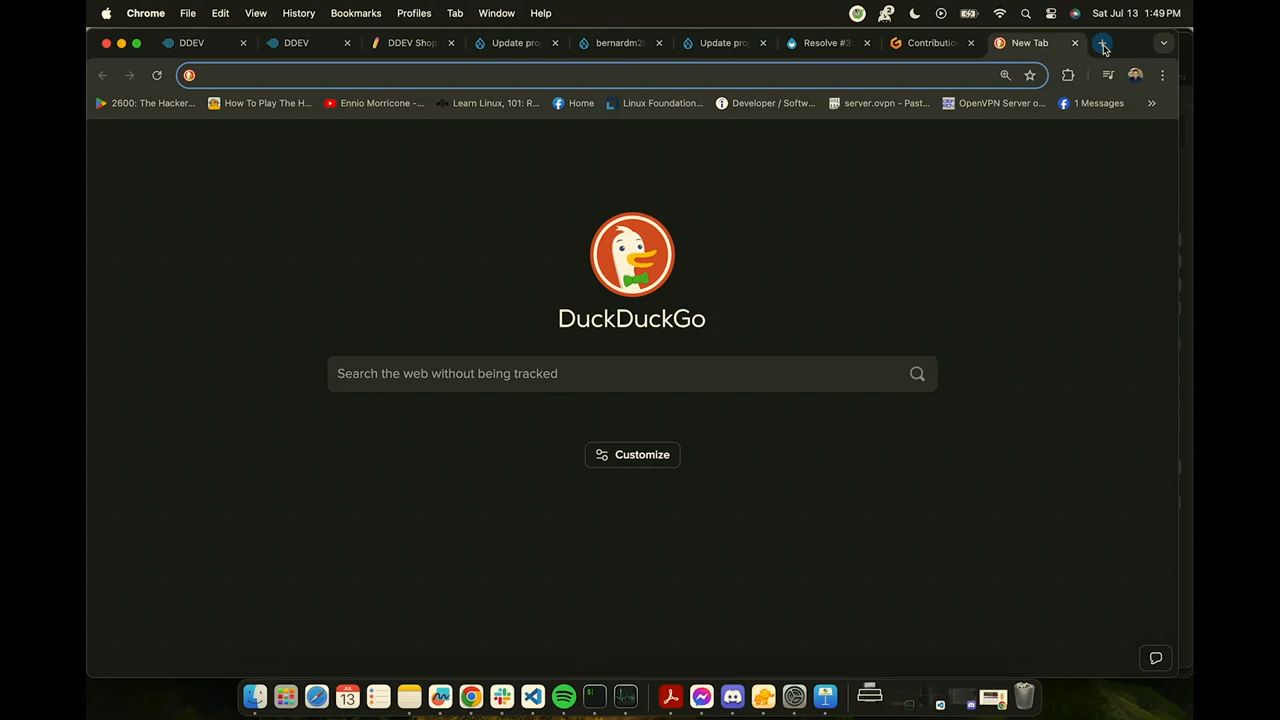 Chrome File Edit View History Bookmarks Profiles Tab Window Help Sat Jul 13 1:49 PM
DDEV DDEV DDEV Shop Update pro bernardm28 Update pro Resolve #3 Contributio New Tab
2600: The Hacker... How To Play The H... Ennio Morricone -... Learn Linux, 101: R... Home Linux Foundation... Developer / Softw... server.ovpn - Past... OpenVPN Server o... 1 Messages »
DuckDuckGo
Search the web without being tracked
Customize
JUL
13